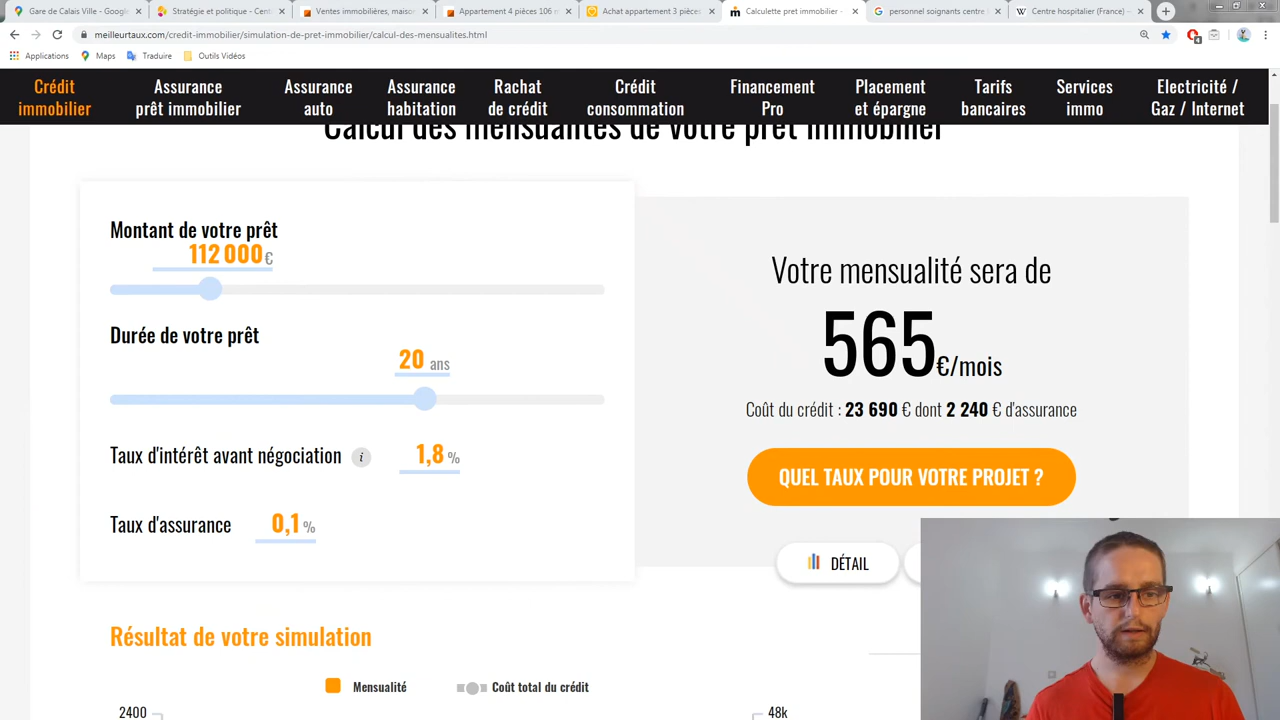 Gare de Calais Ville - Google
Stratégie et politique - Cent
Ventes immobilières, maison
Appartement 4 pièces 106 m
Achat appartement 3 pièces
Calculette pret immobilier -
personnel soignants centre
Centre hospitalier (France) —
meilleurtaux.com/credit-immobilier/simulation-de-pret-immobilier/calcul-des-mensualites.html
4
Applications
Maps
Traduire
Outils Vidéos
Crédit
immobilier
Assurance
prêt immobilier
Assurance
auto
Assurance
habitation
Rachat
de crédit
Crédit
consommation
Financement
Pro
Placement
et épargne
Tarifs
bancaires
Services
immo
Electricité /
Gaz / Internet
Calcul des mensualités de votre prêt immobilier
Montant de votre prêt
112 000 €
Durée de votre prêt
20 ans
Taux d'intérêt avant négociation i 1,8 %
Taux d'assurance 0,1 %
Votre mensualité sera de
565 €/mois
Coût du crédit : 23 690 € dont 2 240 € d'assurance
QUEL TAUX POUR VOTRE PROJET ?
DÉTAIL
Résultat de votre simulation
Mensualité
Coût total du crédit
2400
48k